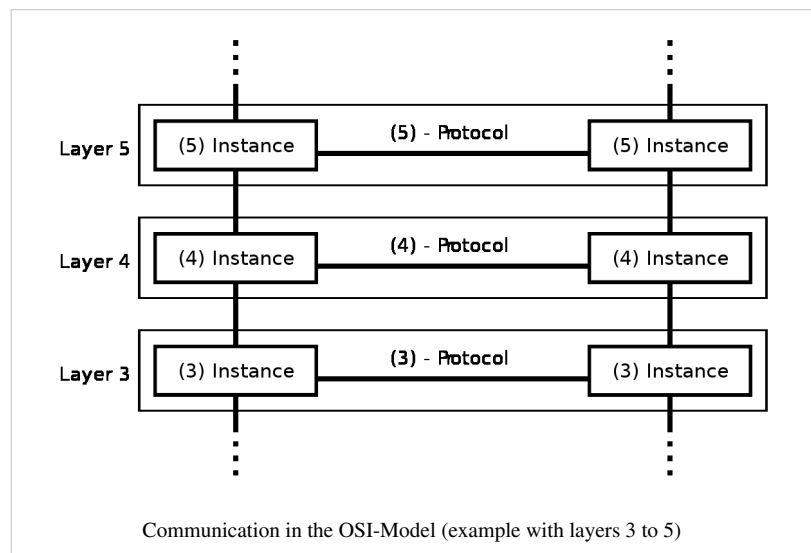 (5) - Protocol
Layer 5 (5) Instance (5) Instance
(4) - Protocol
Layer 4 (4) Instance (4) Instance
(3) - Protocol
Layer 3 (3) Instance (3) Instance
Communication in the OSI-Model (example with layers 3 to 5)